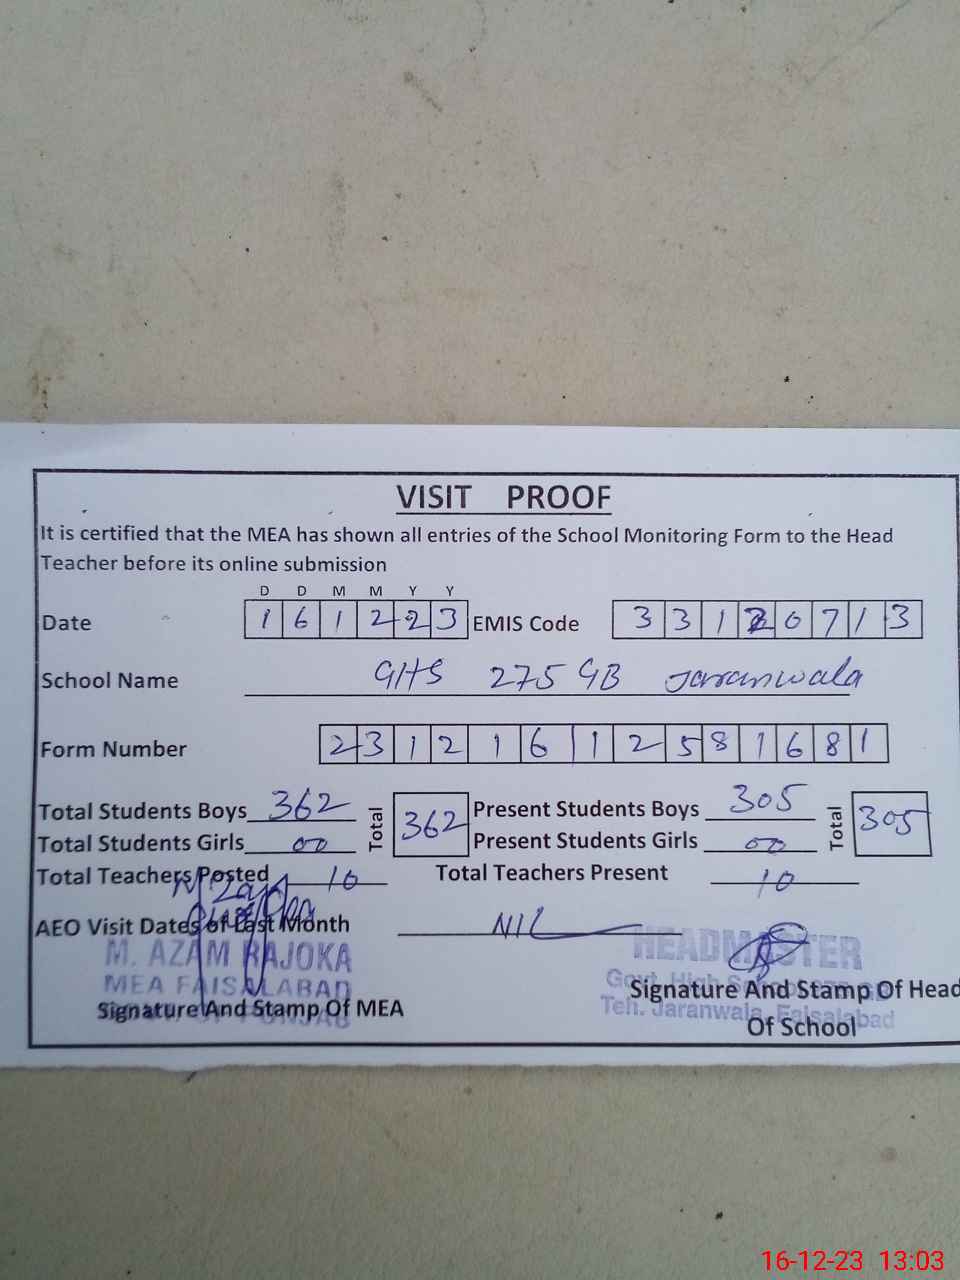 VISIT PROOF
It is certified that the MEA has shown all entries of the School Monitoring Form to the Head
Teacher before its online submission
D D M M Y Y
Date 1 6 1 2 2 3 EMIS Code 3 3 1 2 0 7 1 3
School Name GHS 275 GB Jaranwala
Form Number 2 3 1 2 1 6 1 2 5 8 1 6 8 1
Total Students Boys 362 Total 362 Present Students Boys 305 Total 305
Total Students Girls 00 Present Students Girls 00
Total Teachers Posted 10 Total Teachers Present 10
AEO Visit Dates of Last Month NIL
M. AZAM RAJOKA HEADMASTER
MEA FAISALABAD Govt. High School
Signature And Stamp Of MEA Signature And Stamp Of Head
Teh. Jaranwala, Faisalabad
Of School
16-12-23 13:03